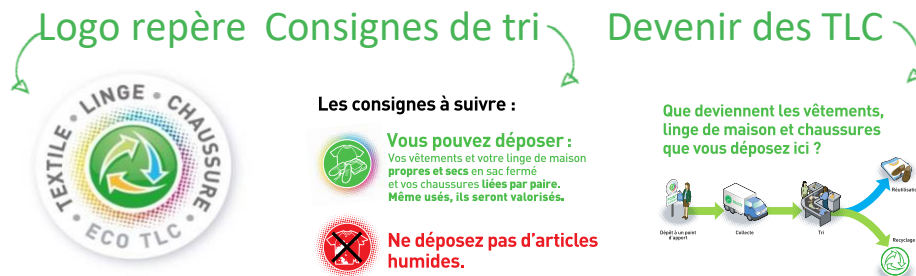 Logo repère
Consignes de tri
Devenir des TLC
TEXTILE • LINGE • CHAUSSURE •
ECO TLC
Les consignes à suivre :
Vous pouvez déposer :
Vos vêtements et votre linge de maison
propres et secs en sac fermé
et vos chaussures liées par paire.
Même usés, ils seront valorisés.
Ne déposez pas d'articles
humides.
Que deviennent les vêtements,
linge de maison et chaussures
que vous déposez ici ?
Dépôt à un point
d'apport
Collecte
Tri
Réutilisation
Recyclage